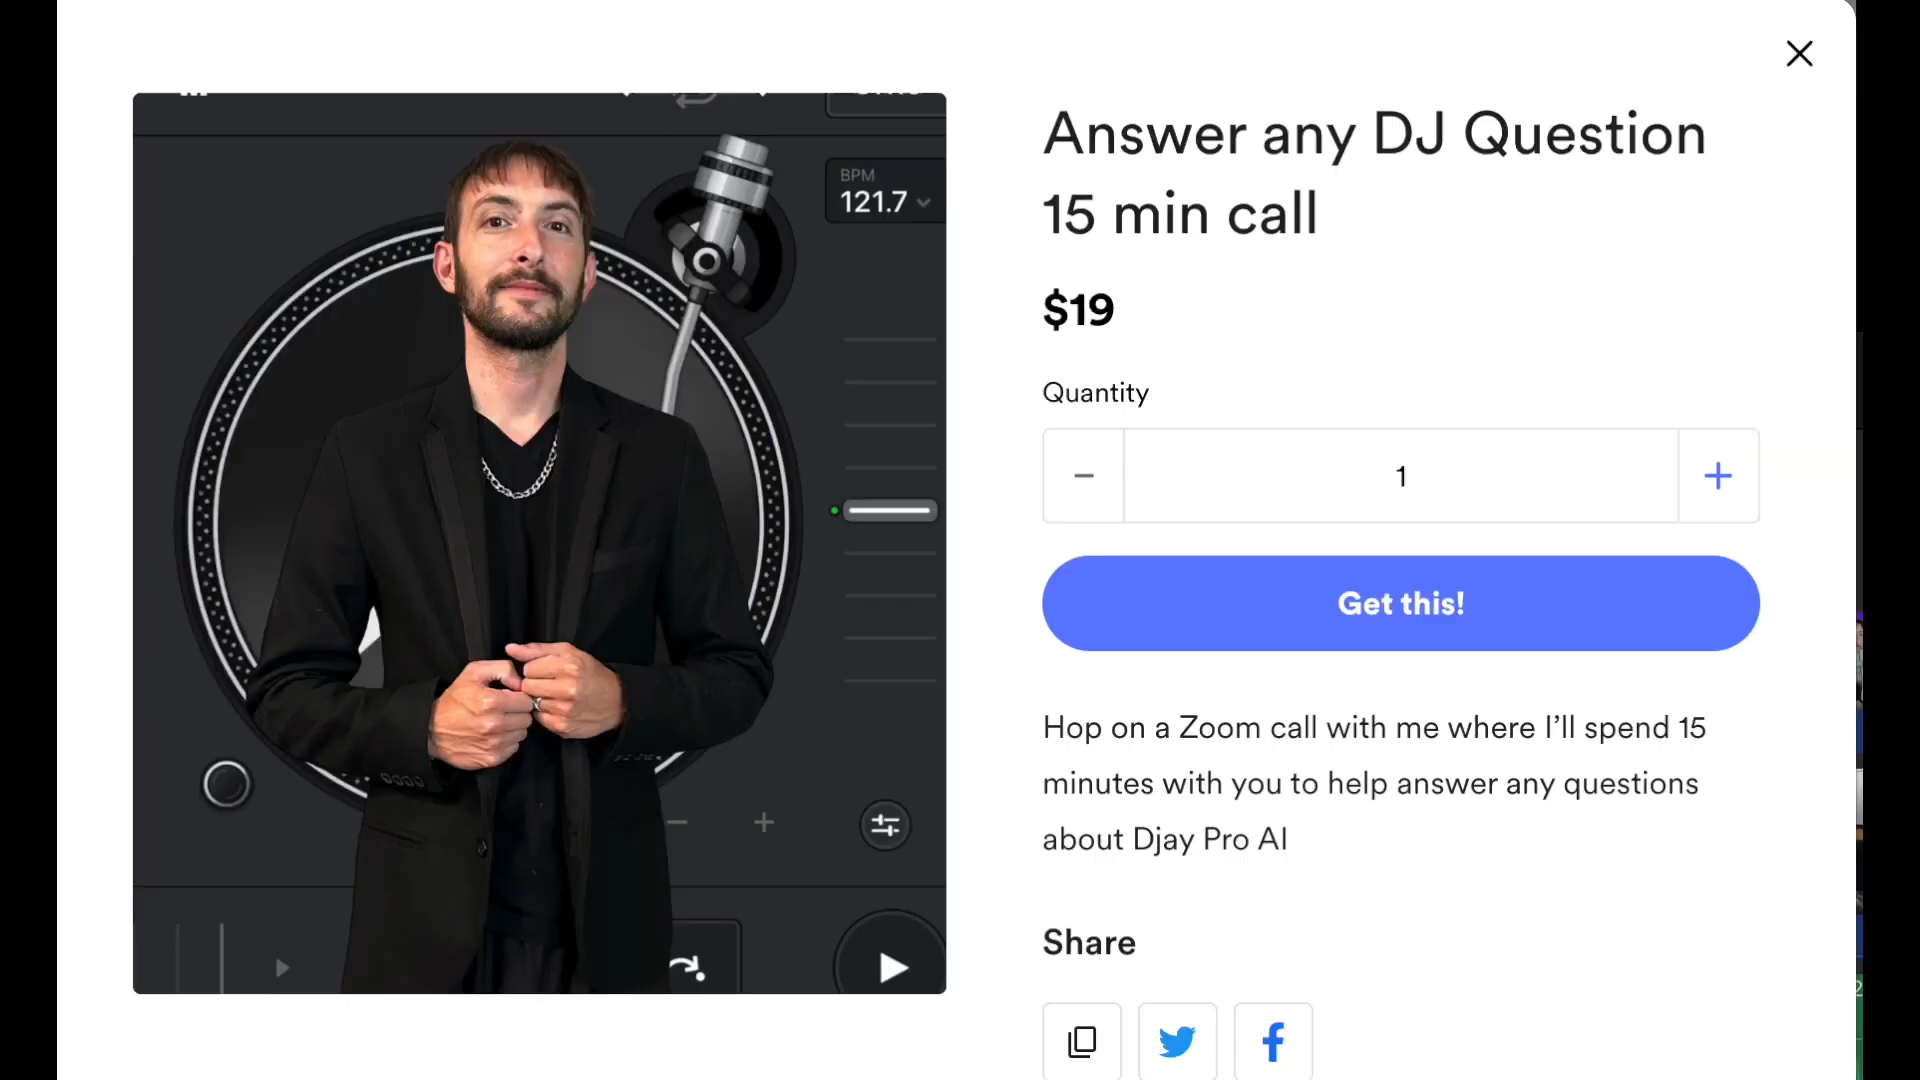 BPM
121.7
Answer any DJ Question
15 min call
$19
Quantity
1
Get this!
Hop on a Zoom call with me where I’ll spend 15
minutes with you to help answer any questions
about Djay Pro AI
Share